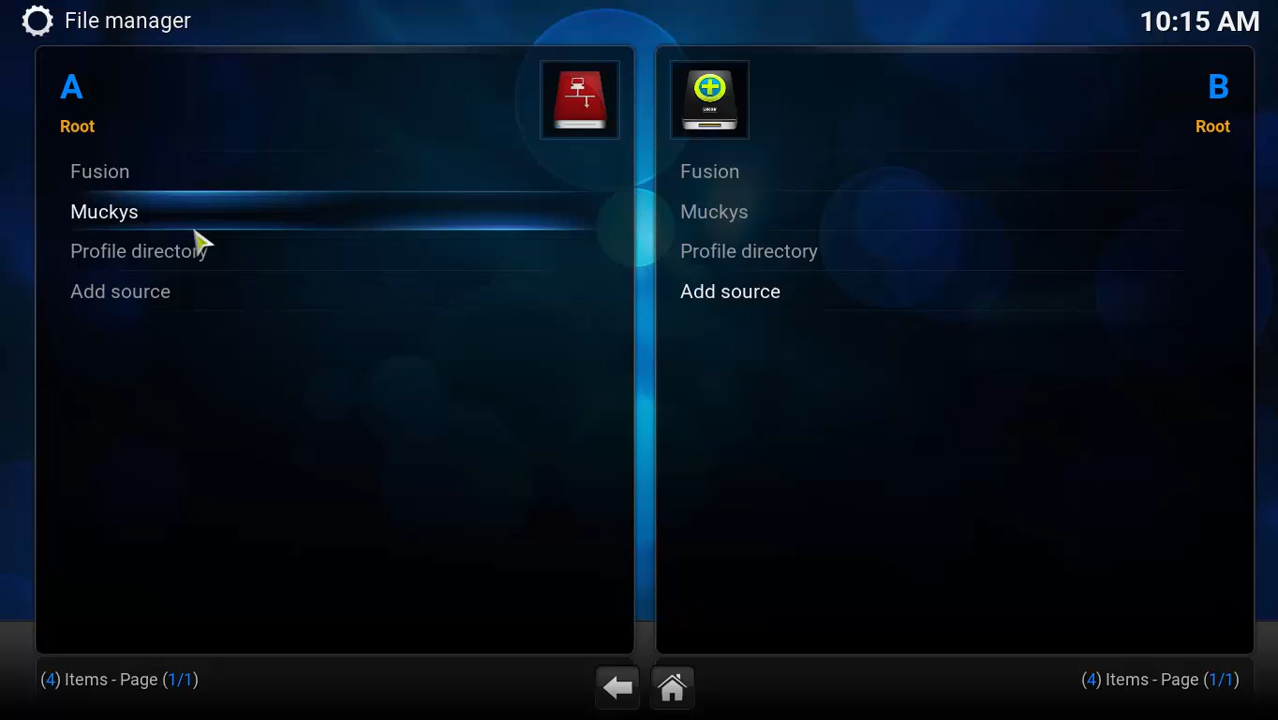 File manager
10:15 AM
A
Root
Fusion
Muckys
Profile directory
Add source
(4) Items - Page (1/1)
B
Root
Fusion
Muckys
Profile directory
Add source
(4) Items - Page (1/1)